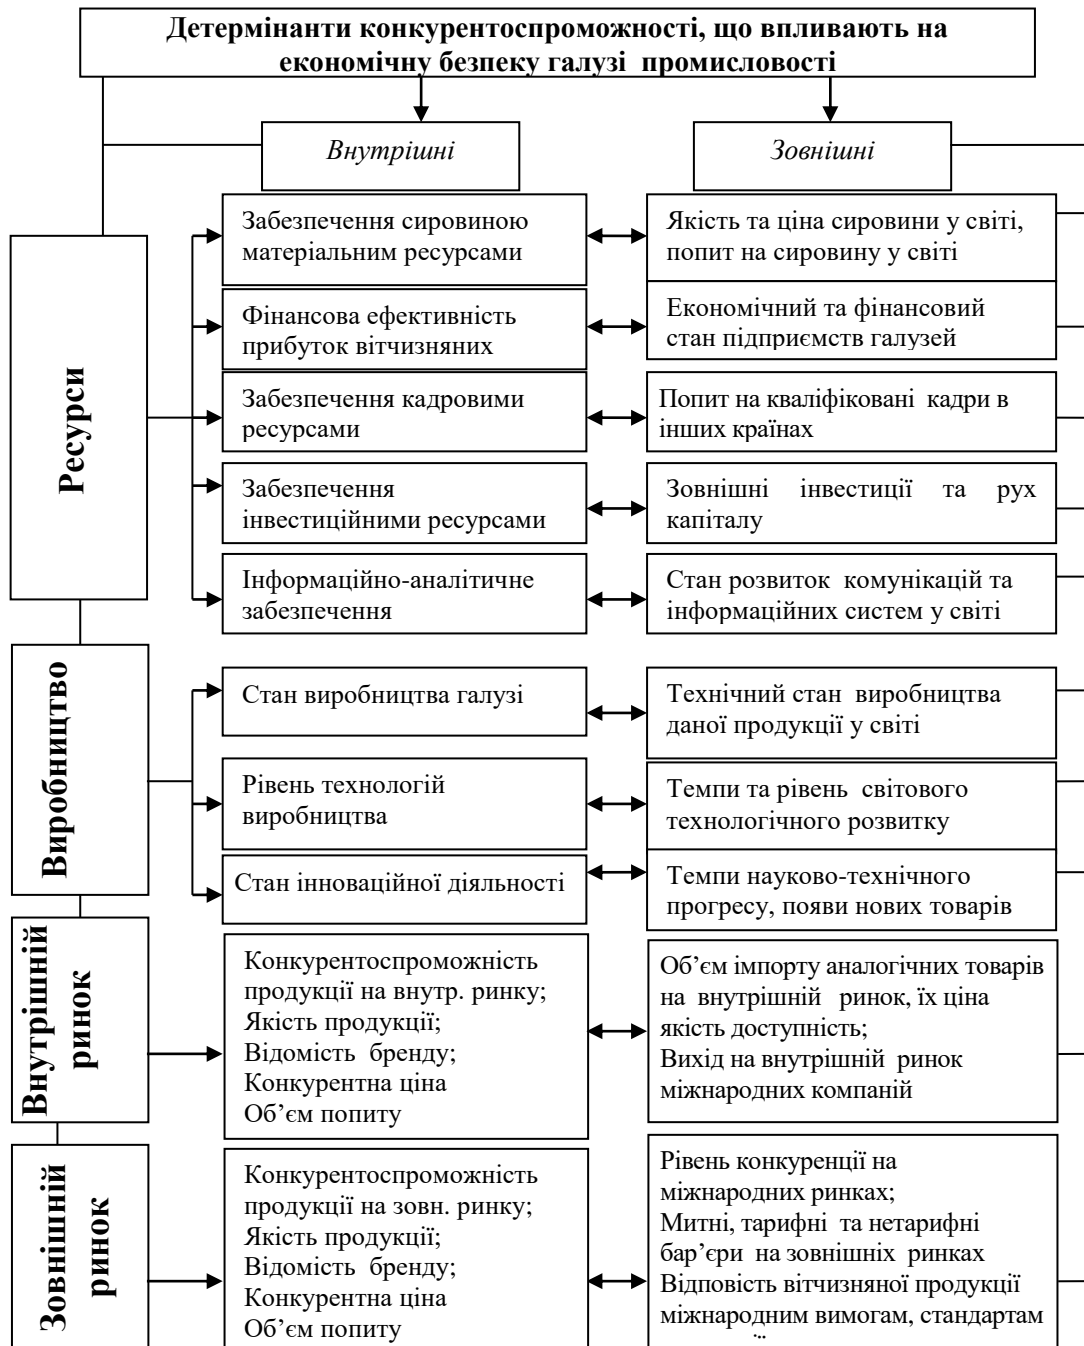 Детермінанти конкурентоспроможності, що впливають на
економічну безпеку галузі промисловості
Внутрішні
Зовнішні
Ресурси
Забезпечення сировиною
матеріальним ресурсами
Якість та ціна сировини у світі,
попит на сировину у світі
Фінансова ефективність
прибуток вітчизняних
Економічний та фінансовий
стан підприємств галузей
Забезпечення кадровими
ресурсами
Попит на кваліфіковані кадри в
інших країнах
Забезпечення
інвестиційними ресурсами
Зовнішні інвестиції та рух
капіталу
Інформаційно-аналітичне
забезпечення
Стан розвиток комунікацій та
інформаційних систем у світі
Виробництво
Стан виробництва галузі
Технічний стан виробництва
даної продукції у світі
Рівень технологій
виробництва
Темпи та рівень світового
технологічного розвитку
Стан інноваційної діяльності
Темпи науково-технічного
прогресу, появи нових товарів
Внутрішній
ринок
Конкурентоспроможність
продукції на внутр. ринку;
Якість продукції;
Відомість бренду;
Конкурентна ціна
Об’єм попиту
Об’єм імпорту аналогічних товарів
на внутрішній ринок, їх ціна
якість доступність;
Вихід на внутрішній ринок
міжнародних компаній
Зовнішній
ринок
Конкурентоспроможність
продукції на зовн. ринку;
Якість продукції;
Відомість бренду;
Конкурентна ціна
Об’єм попиту
Рівень конкуренції на
міжнародних ринках;
Митні, тарифні та нетарифні
бар’єри на зовнішніх ринках
Відповість вітчизняної продукції
міжнародним вимогам, стандартам